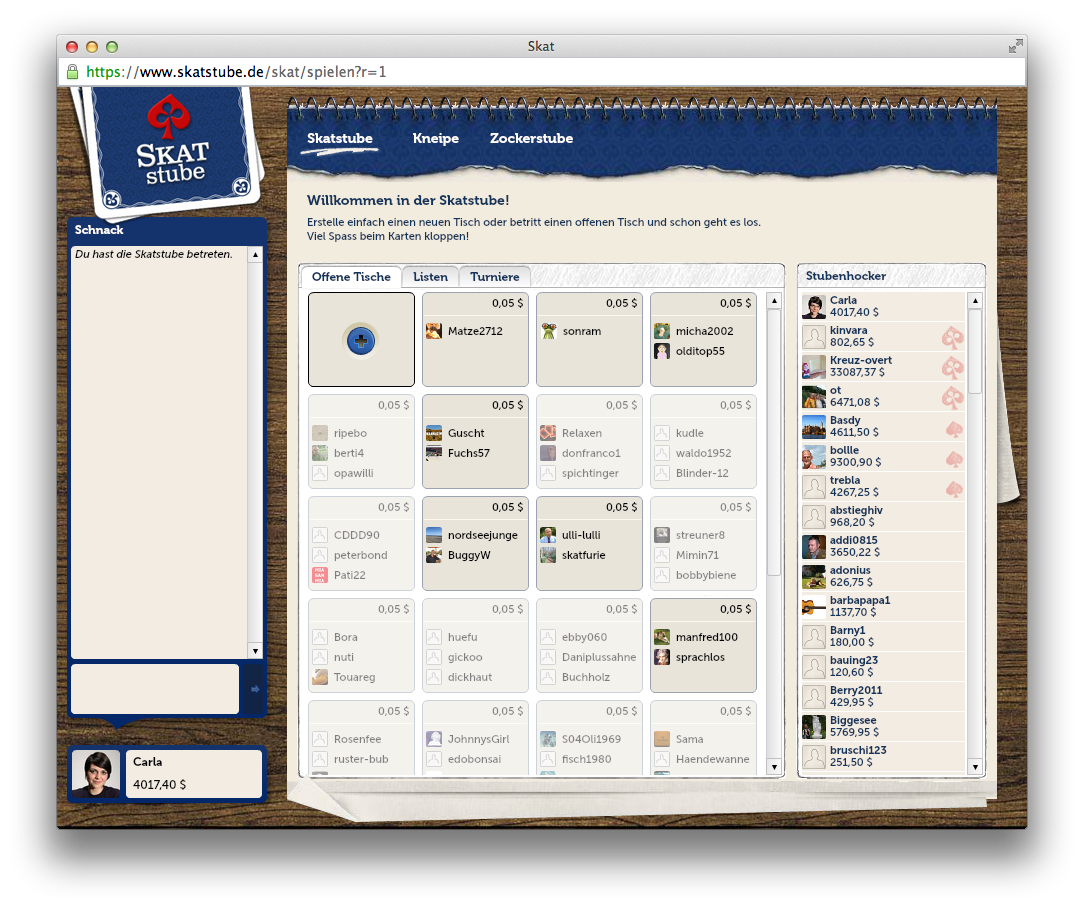 Skat
https://www.skatstube.de/skat/spielen?r=1
SKAT
stube
Skatstube
Kneipe
Zockerstube
Willkommen in der Skatstube!
Erstelle einfach einen neuen Tisch oder betritt einen offenen Tisch und schon geht es los.
Viel Spass beim Karten kloppen!
Schnack
Du hast die Skatstube betreten.
Carla
4017,40 $
Offene Tische
Listen
Turniere
0,05 $
Matze2712
0,05 $
sonram
0,05 $
micha2002
olditop55
0,05 $
ripebo
berti4
opawilli
0,05 $
Guscht
Fuchs57
0,05 $
Relaxen
donfranco1
spichtinger
0,05 $
kudle
waldo1952
Blinder-12
0,05 $
CDDD90
peterbond
Pati22
0,05 $
nordseejunge
BuggyW
0,05 $
ulli-lulli
skatfurie
0,05 $
streuner8
Mimin71
bobbybiene
0,05 $
Bora
nuti
Touareg
0,05 $
huefu
gickoo
dickhaut
0,05 $
ebby060
Daniplussahne
Buchholz
0,05 $
manfred100
sprachlos
0,05 $
Rosenfee
ruster-bub
0,05 $
JohnnysGirl
edobonsai
0,05 $
S04Oli1969
fisch1980
0,05 $
Sama
Haendewanne
Stubenhocker
Carla
4017,40 $
kinvara
802,65 $
Kreuz-overt
33087,37 $
ot
6471,08 $
Basdy
4611,50 $
bollle
9300,90 $
trebla
4267,25 $
abstieghiv
968,20 $
addi0815
3650,22 $
adonius
626,75 $
barbapapa1
1137,70 $
Barny1
180,00 $
bauing23
120,60 $
Berry2011
429,95 $
Biggesee
5769,95 $
bruschi123
251,50 $